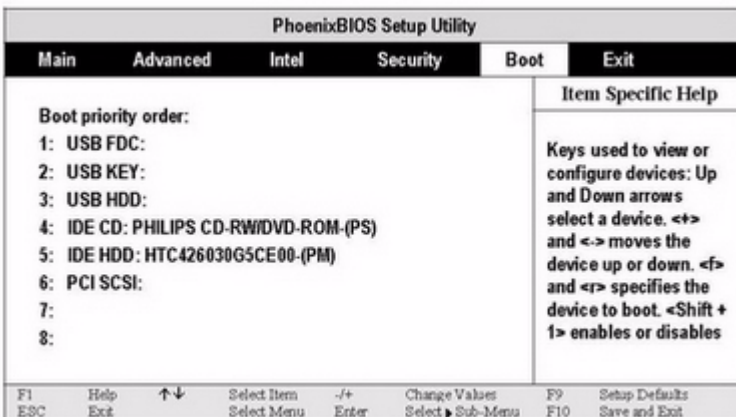 PhoenixBIOS Setup Utility
Main Advanced Intel Security Boot Exit
Boot priority order:
1: USB FDC:
2: USB KEY:
3: USB HDD:
4: IDE CD: PHILIPS CD-RW/DVD-ROM-(PS)
5: IDE HDD: HTC426030G5CE00-(PM)
6: PCI SCSI:
7:
8:
Item Specific Help
Keys used to view or
configure devices: Up
and Down arrows
select a device. <+>
and <-> moves the
device up or down. <f>
and <r> specifies the
device to boot. <Shift +
1> enables or disables
F1 Help ↑↓ Select Item -/+ Change Values F9 Setup Defaults
ESC Exit Select Menu Enter Select ▶ Sub-Menu F10 Save and Exit